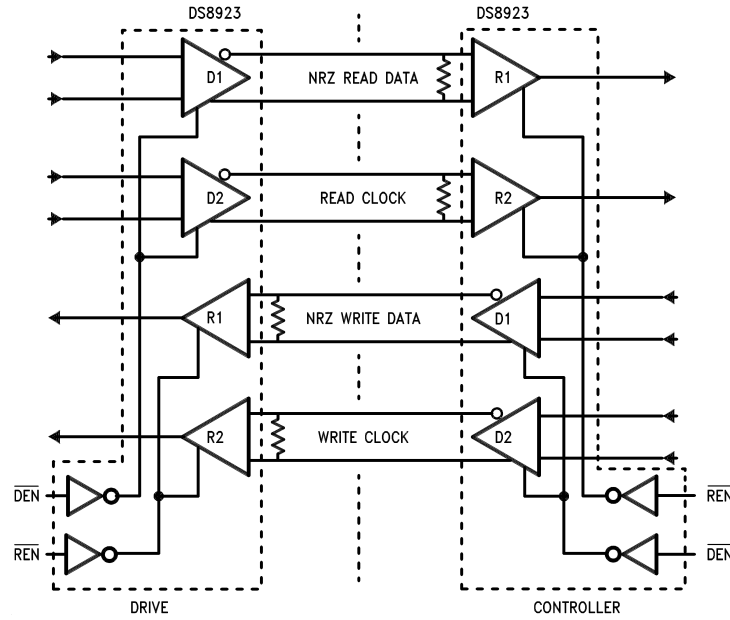 DS8923 DS8923
D1 NRZ READ DATA R1
D2 READ CLOCK R2
R1 NRZ WRITE DATA D1
R2 WRITE CLOCK D2
DEN REN
REN DEN
DRIVE CONTROLLER